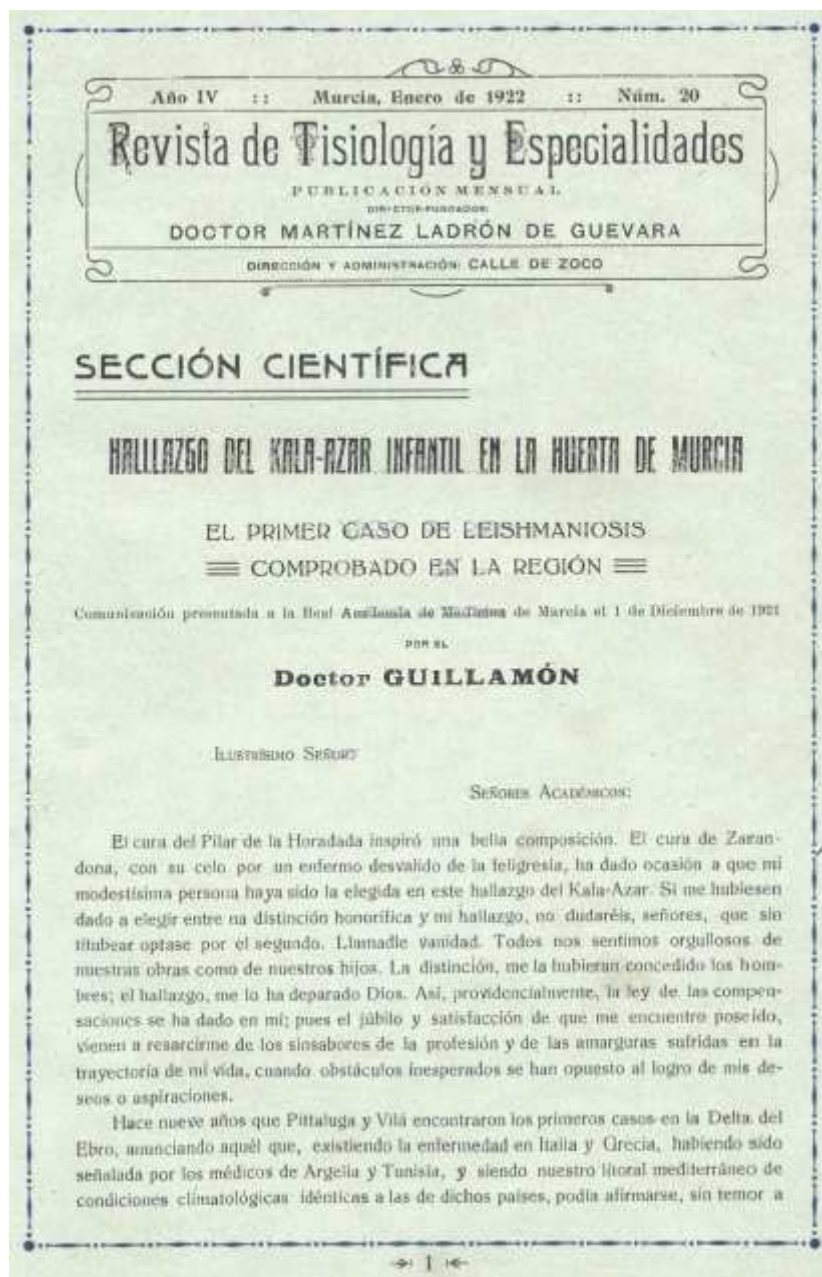 Año IV :: Murcia, Enero de 1922 :: Núm. 20
Revista de Tisiología y Especialidades
PUBLICACIÓN MENSUAL
DIRECTOR-FUNDADOR:
DOCTOR MARTÍNEZ LADRÓN DE GUEVARA
DIRECCIÓN Y ADMINISTRACIÓN: CALLE DE ZOCO
SECCIÓN CIENTÍFICA
HALLLAZGO DEL KALA-AZAR INFANTIL EN LA HUERTA DE MURCIA
EL PRIMER CASO DE LEISHMANIOSIS
COMPROBADO EN LA REGIÓN
Comunicación presentada a la Real Academia de Medicina de Murcia el 1 de Diciembre de 1921
POR EL
Doctor GUILLAMÓN
ILUSTRÍSIMO SEÑOR:
SEÑORES ACADÉMICOS:
El cura del Pilar de la Horadada inspiró una bella composición. El cura de Zaran-
dona, con su celo por un enfermo desvalido de la feligresía, ha dado ocasión a que mi
modestísima persona haya sido la elegida en este hallazgo del Kala-Azar. Si me hubiesen
dado a elegir entre na distinción honorífica y mi hallazgo, no dudaréis, señores, que sin
titubear optase por el segundo. Llamadle vanidad. Todos nos sentimos orgullosos de
nuestras obras como de nuestros hijos. La distinción, me la hubieran concedido los hom-
bres; el hallazgo, me lo ha deparado Dios. Así, providencialmente, la ley de las compen-
saciones se ha dado en mí; pues el júbilo y satisfacción de que me encuentro poseído,
vienen a resarcirme de los sinsabores de la profesión y de las amarguras sufridas en la
trayectoria de mi vida, cuando obstáculos inesperados se han opuesto al logro de mis de-
seos o aspiraciones.
Hace nueve años que Pittaluga y Vilá encontraron los primeros casos en la Delta del
Ebro, anunciando aquél que, existiendo la enfermedad en Italia y Grecia, habiendo sido
señalada por los médicos de Argelia y Tunisia, y siendo nuestro litoral mediterráneo de
condiciones climatológicas idénticas a las de dichos países, podía afirmarse, sin temor a
1